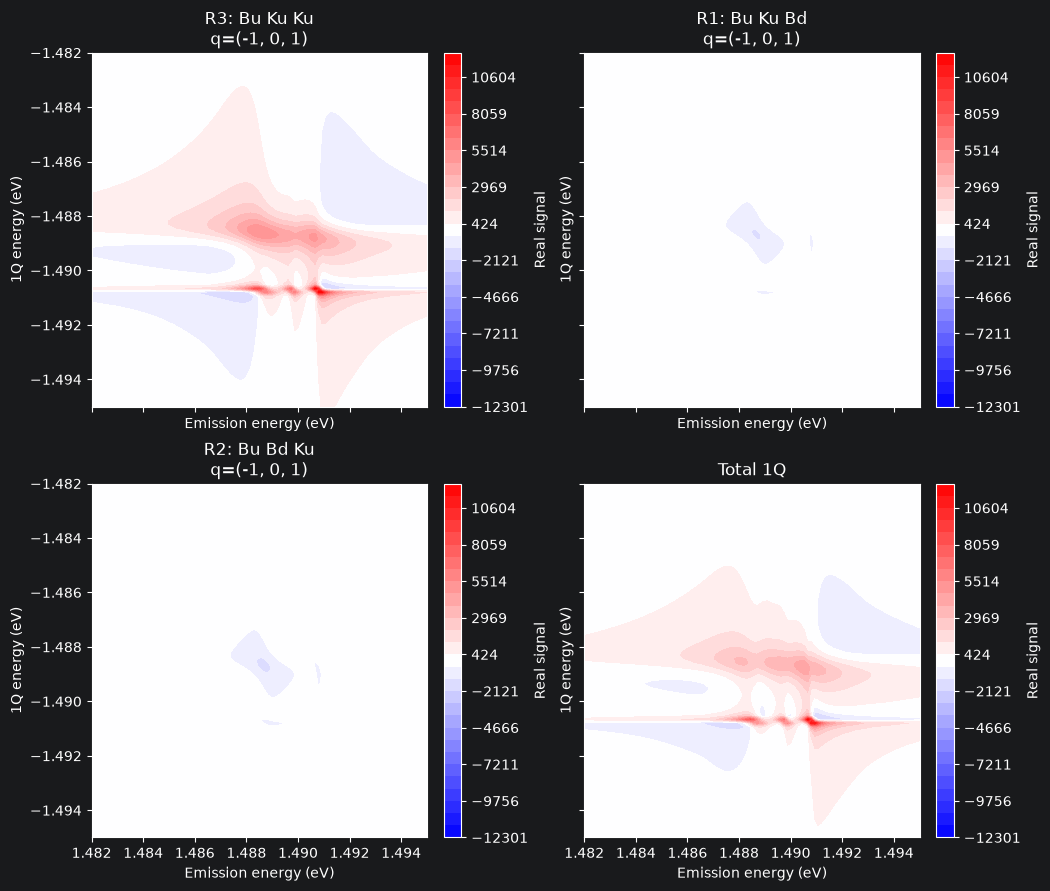 R3: Bu Ku Ku
q=(-1, 0, 1)
−1.482
−1.484
−1.486
−1.488
−1.490
−1.492
−1.494
1Q energy (eV)
Emission energy (eV)
10604
8059
5514
2969
424
−2121
−4666
−7211
−9756
−12301
Real signal
R1: Bu Ku Bd
q=(-1, 0, 1)
1Q energy (eV)
Emission energy (eV)
10604
8059
5514
2969
424
−2121
−4666
−7211
−9756
−12301
Real signal
R2: Bu Bd Ku
q=(-1, 0, 1)
−1.482
−1.484
−1.486
−1.488
−1.490
−1.492
−1.494
1Q energy (eV)
1.482 1.484 1.486 1.488 1.490 1.492 1.494
Emission energy (eV)
10604
8059
5514
2969
424
−2121
−4666
−7211
−9756
−12301
Real signal
Total 1Q
1Q energy (eV)
1.482 1.484 1.486 1.488 1.490 1.492 1.494
Emission energy (eV)
10604
8059
5514
2969
424
−2121
−4666
−7211
−9756
−12301
Real signal